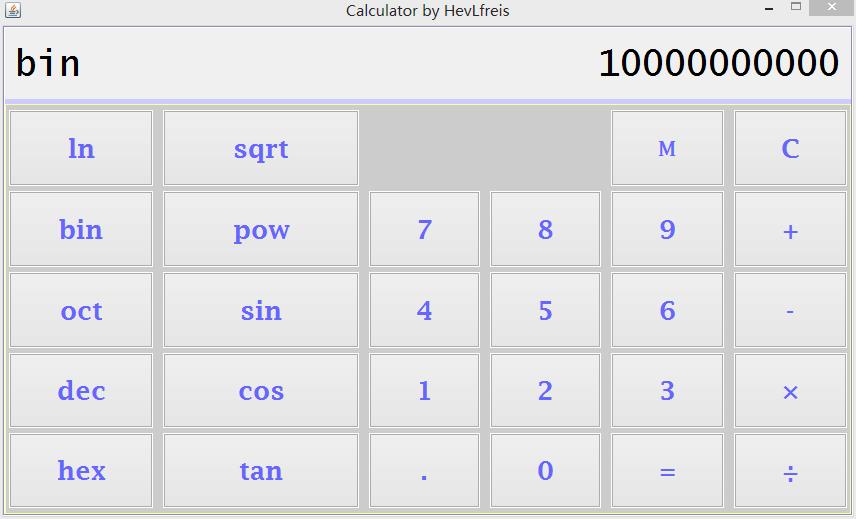 Calculator by HevLfreis
bin 10000000000
ln sqrt M C
bin pow 7 8 9 +
oct sin 4 5 6 -
dec cos 1 2 3 ×
hex tan . 0 = ÷